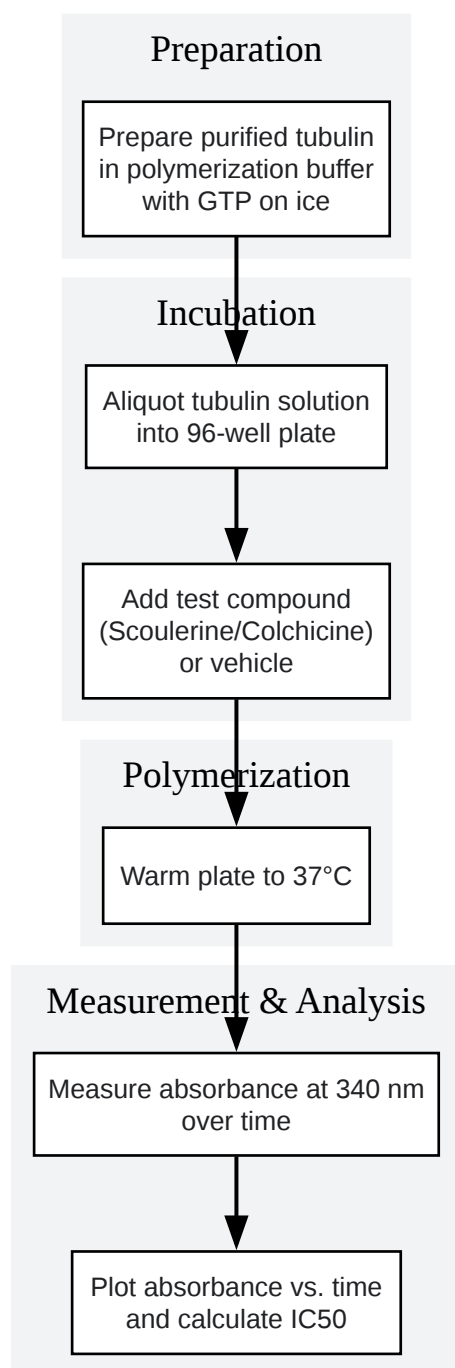 Preparation
Prepare purified tubulin
in polymerization buffer
with GTP on ice
Incubation
Aliquot tubulin solution
into 96-well plate
Add test compound
(Scoulerine/Colchicine)
or vehicle
Polymerization
Warm plate to 37°C
Measurement & Analysis
Measure absorbance at 340 nm
over time
Plot absorbance vs. time
and calculate IC50